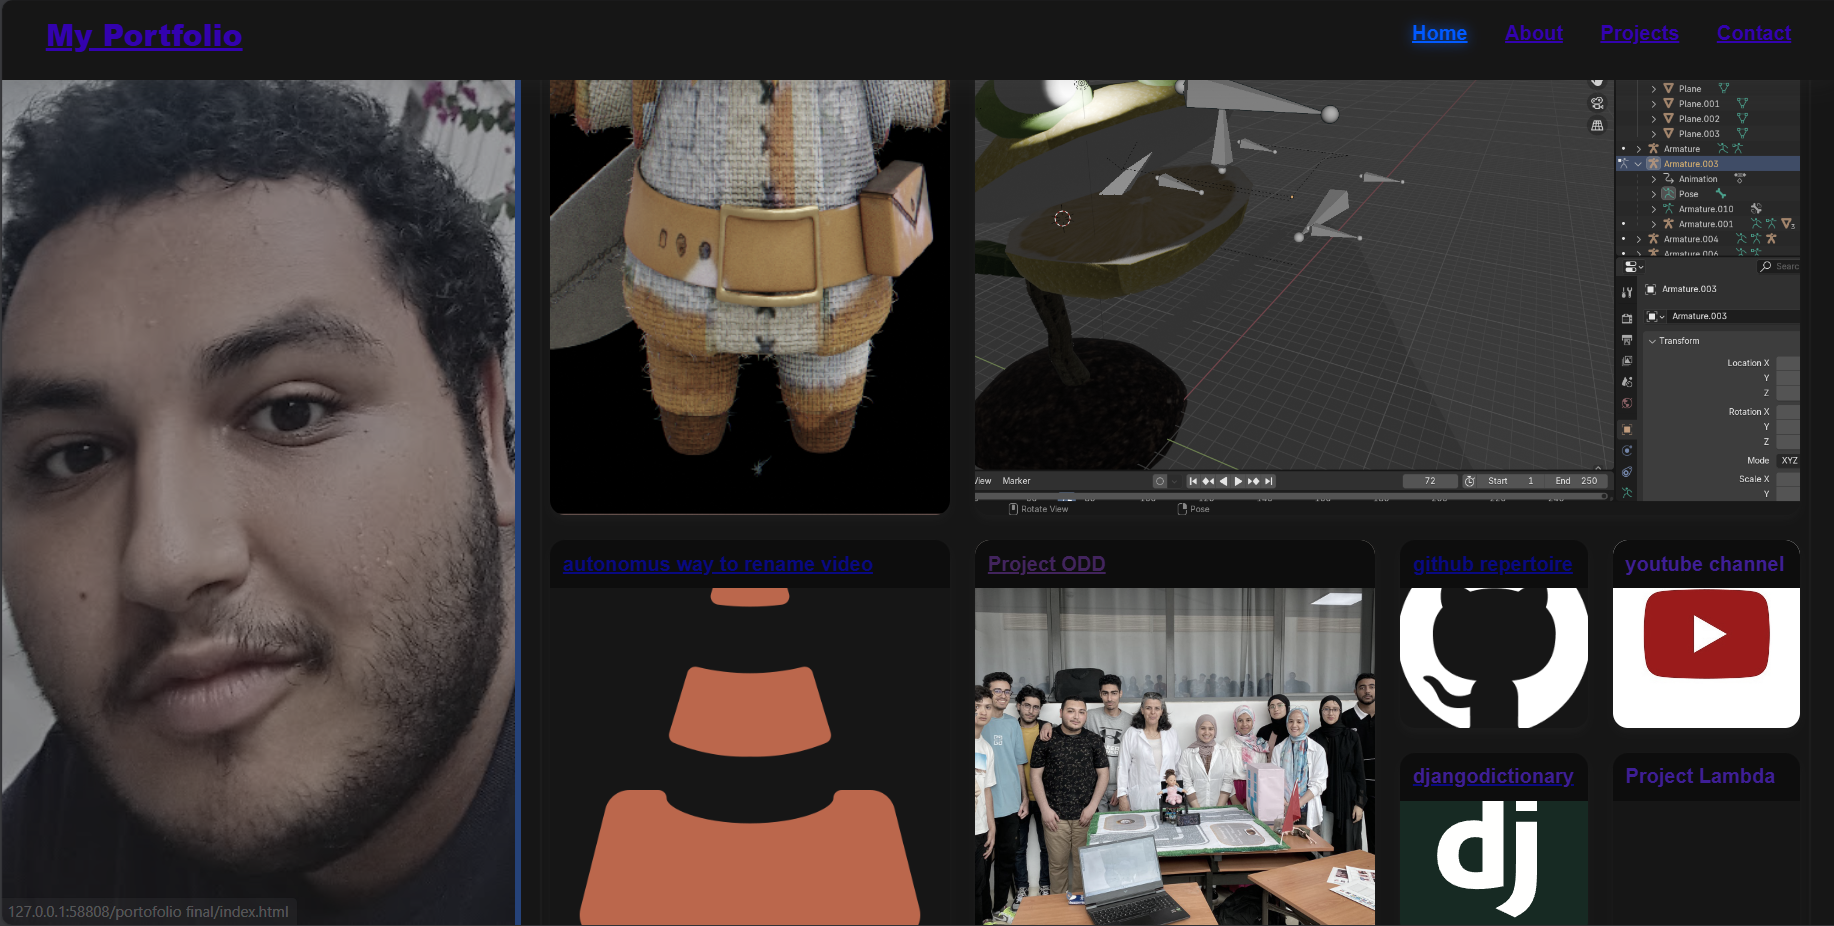 My Portfolio
Home About Projects Contact
Plane
Plane.001
Plane.002
Plane.003
Armature
Armature.003
Animation
Pose
Armature.010
Armature.001
3
Armature.004
Armature.006
Searc
Armature.003
Armature.003
Transform
Location X
Y
Z
Rotation X
Y
Z
Mode XYZ
Scale X
Y
View Marker 72 Start 1 End 250
Rotate View Pose
autonomus way to rename video
Project ODD
github repertoire
youtube channel
djangodictionary
Project Lambda
dj
127.0.0.1:58808/portofolio final/index.html